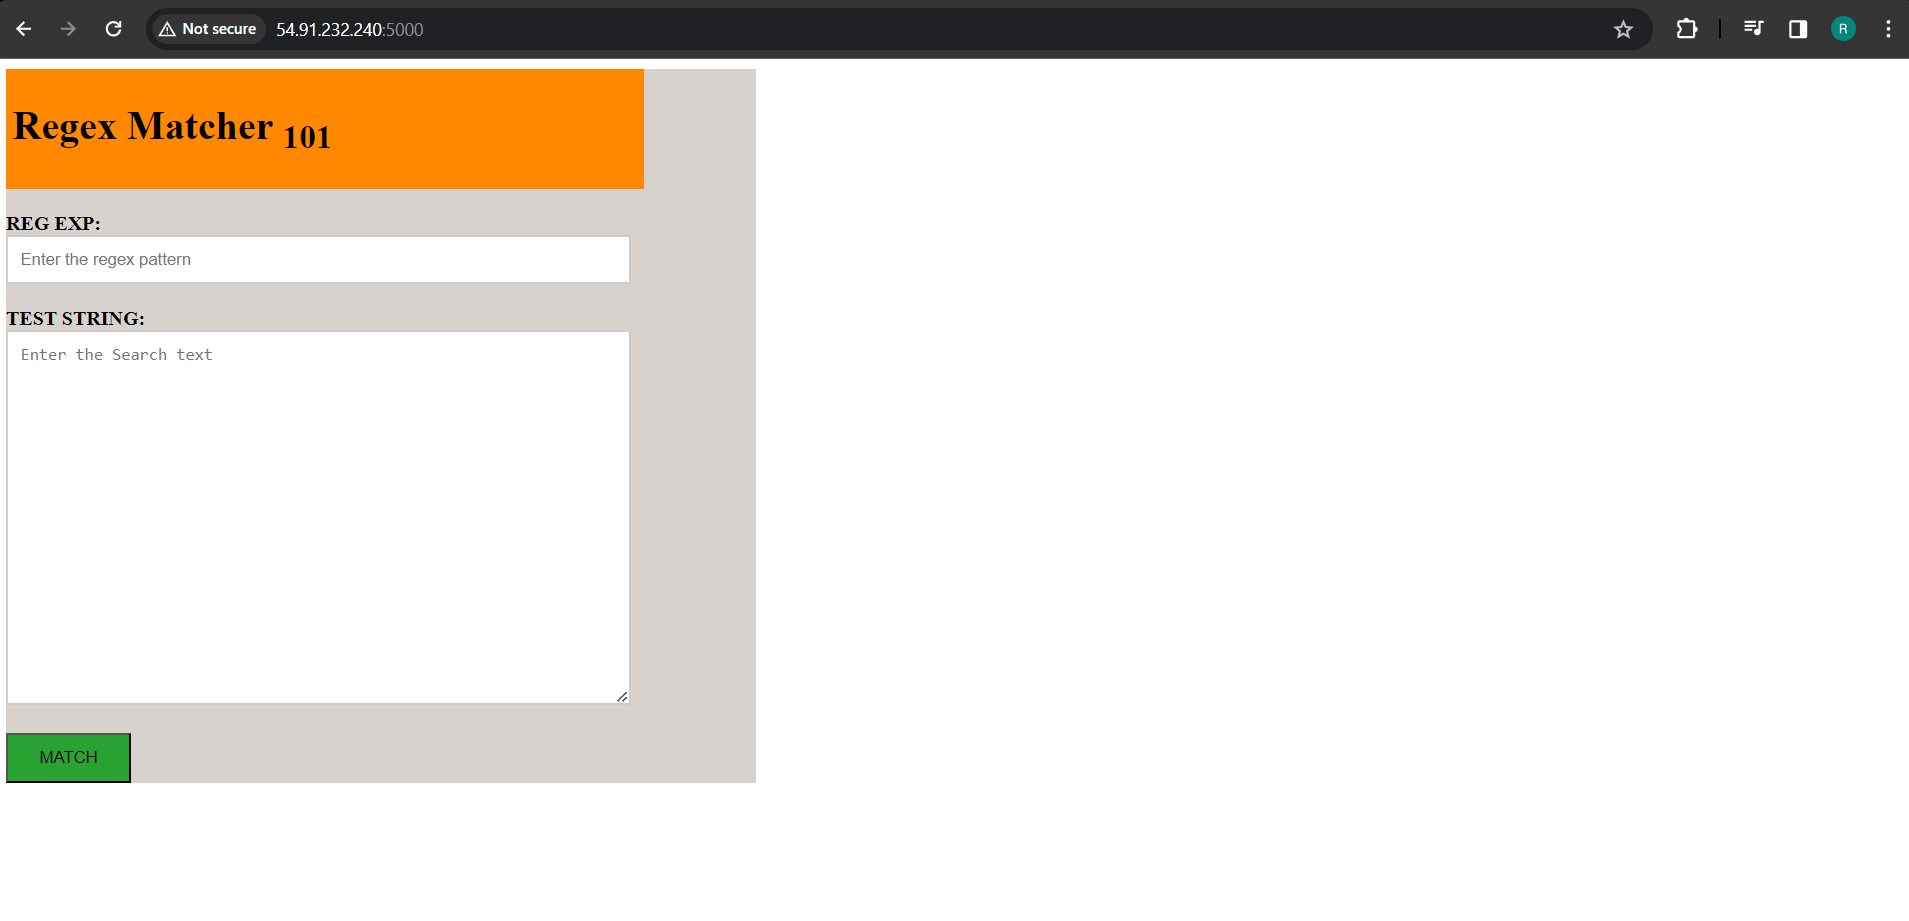 Not secure 54.91.232.240:5000
R
Regex Matcher 101
REG EXP:
Enter the regex pattern
TEST STRING:
Enter the Search text
MATCH